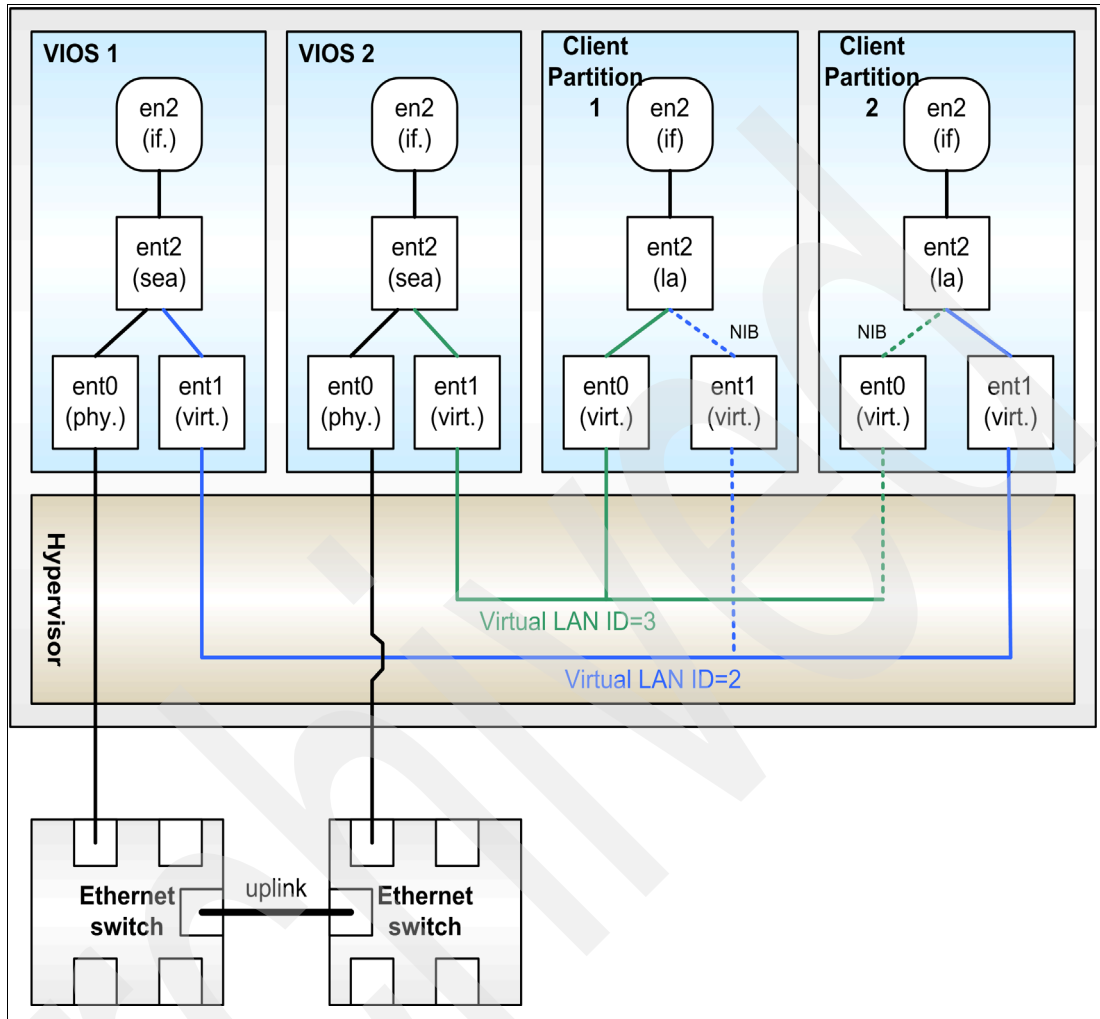 VIOS 1
en2
(if.)
ent2
(sea)
ent0
(phy.)
ent1
(virt.)
VIOS 2
en2
(if.)
ent2
(sea)
ent0
(phy.)
ent1
(virt.)
Client
Partition
1
en2
(if)
ent2
(la)
NIB
ent0
(virt.)
ent1
(virt.)
Client
Partition
2
en2
(if)
ent2
(la)
NIB
ent0
(virt.)
ent1
(virt.)
Hypervisor
Virtual LAN ID=3
Virtual LAN ID=2
Ethernet
switch
uplink
Ethernet
switch